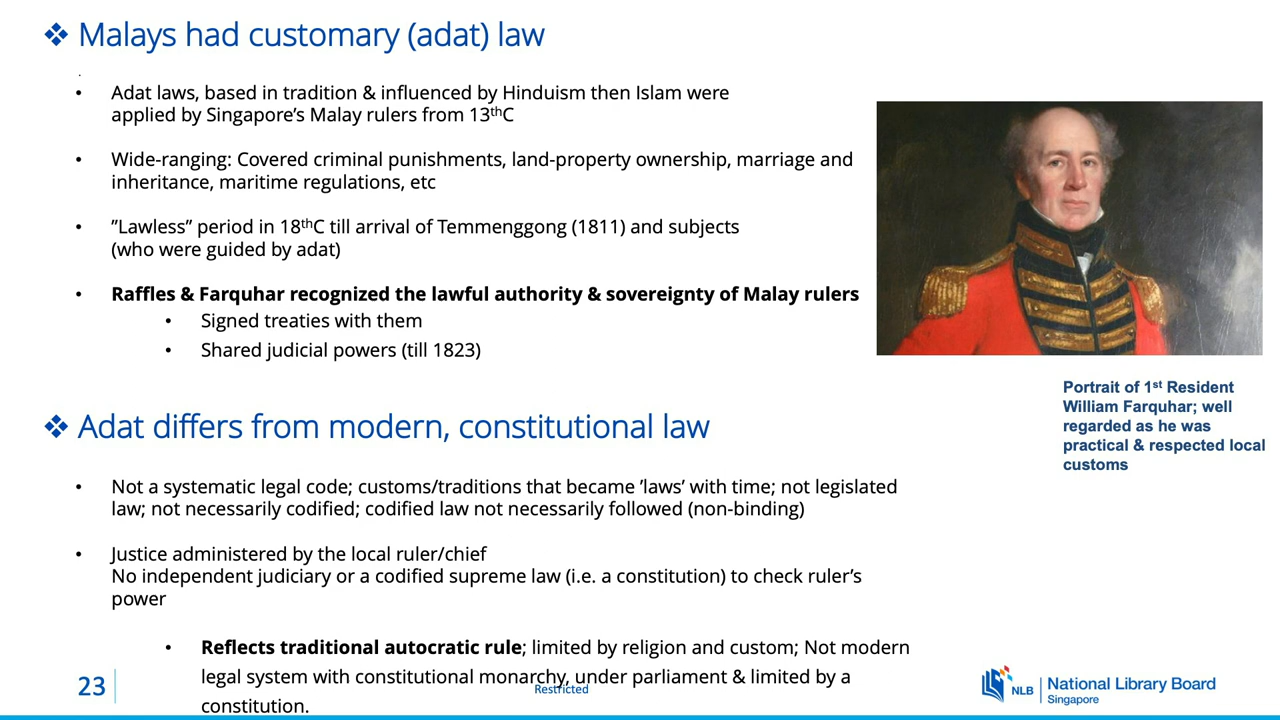 ❖ Malays had customary (adat) law
.
• Adat laws, based in tradition & influenced by Hinduism then Islam were
applied by Singapore’s Malay rulers from 13thC
• Wide-ranging: Covered criminal punishments, land-property ownership, marriage and
inheritance, maritime regulations, etc
• ”Lawless” period in 18thC till arrival of Temmenggong (1811) and subjects
(who were guided by adat)
• Raffles & Farquhar recognized the lawful authority & sovereignty of Malay rulers
• Signed treaties with them
• Shared judicial powers (till 1823)
Portrait of 1st Resident
William Farquhar; well
regarded as he was
practical & respected local
customs
❖ Adat differs from modern, constitutional law
• Not a systematic legal code; customs/traditions that became ’laws’ with time; not legislated
law; not necessarily codified; codified law not necessarily followed (non-binding)
• Justice administered by the local ruler/chief
No independent judiciary or a codified supreme law (i.e. a constitution) to check ruler’s
power
• Reflects traditional autocratic rule; limited by religion and custom; Not modern
legal system with constitutional monarchy, under parliament & limited by a
constitution.
23
Restricted
NLB
National Library Board
Singapore